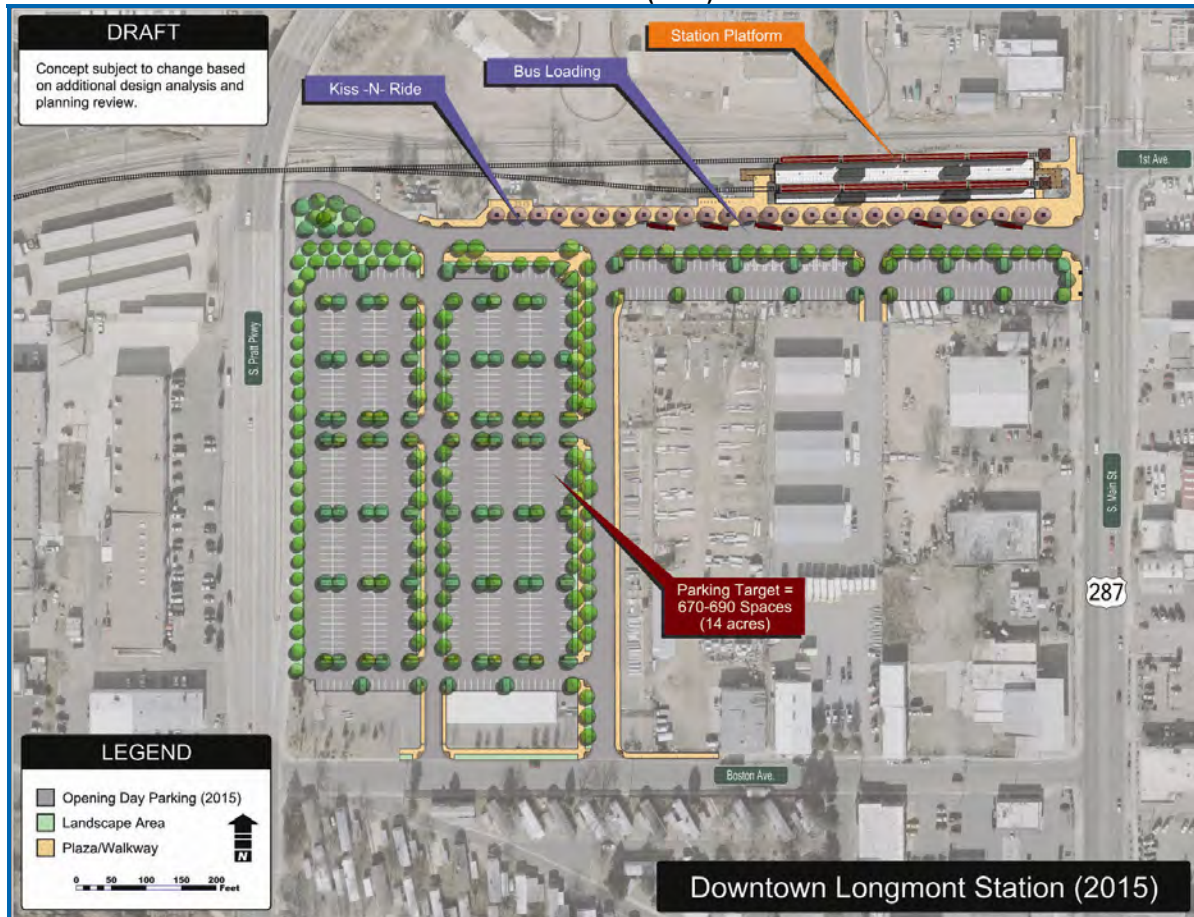 DRAFT
Concept subject to change based
on additional design analysis and
planning review.
Station Platform
Bus Loading
Kiss -N- Ride
1st Ave.
S. Pratt Pkwy
S. Main St.
287
Parking Target =
670-690 Spaces
(14 acres)
Boston Ave.
LEGEND
Opening Day Parking (2015)
Landscape Area
Plaza/Walkway
N
0 50 100 150 200
Feet
Downtown Longmont Station (2015)